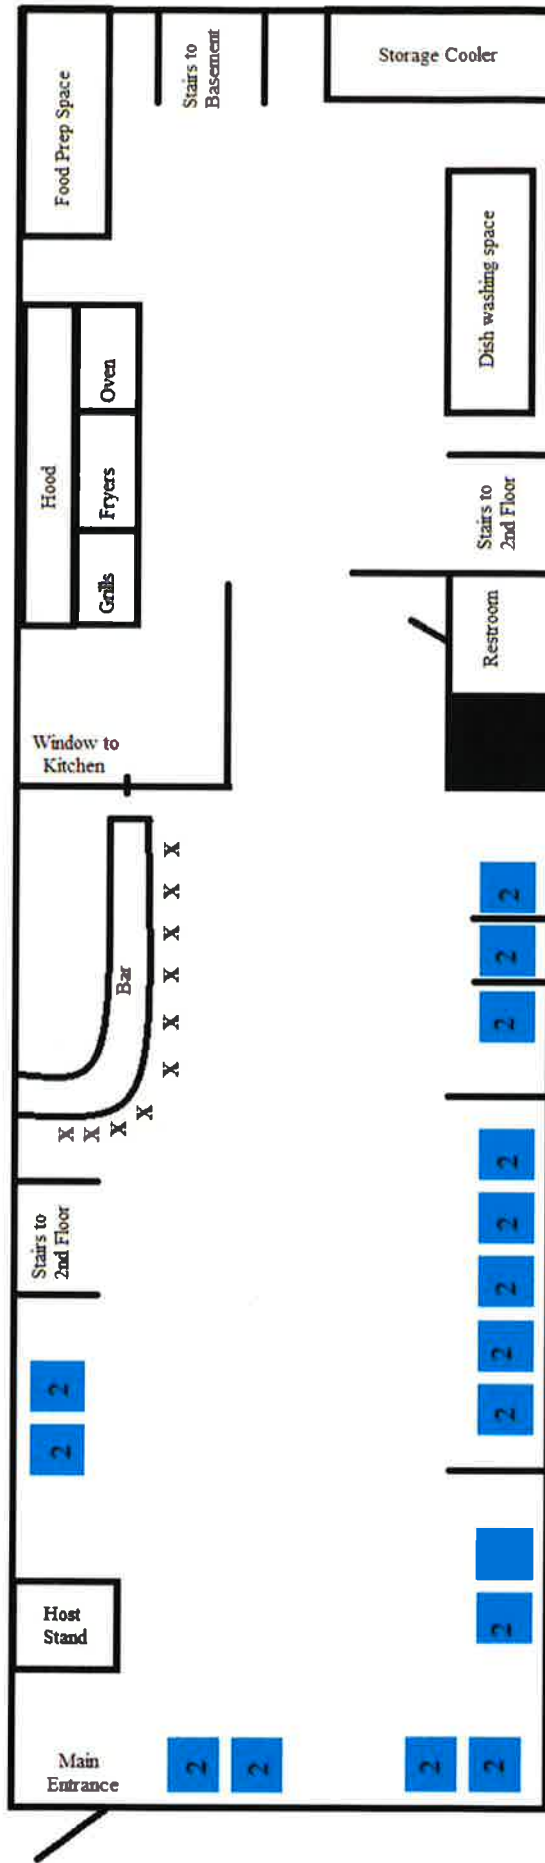 Food Prep Space
Stairs to
Basement
Storage Cooler
Hood
Oven
Fryers
Grills
Dish washing space
Stairs to
2nd Floor
Restroom
Window to
Kitchen
Bar
X
X
X
X
X
X
X
X
X
X
2
2
2
Stairs to
2nd Floor
2
2
2
2
2
2
2
Host
Stand
2
Main
Entrance
2
2
2
2